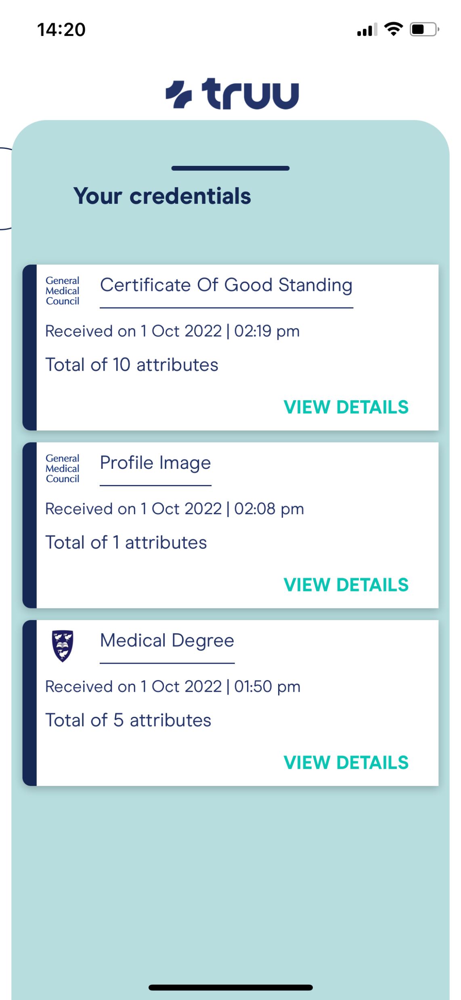 14:20
truu
Your credentials
General
Medical
Council
Certificate Of Good Standing
Received on 1 Oct 2022 | 02:19 pm
Total of 10 attributes
VIEW DETAILS
General
Medical
Council
Profile Image
Received on 1 Oct 2022 | 02:08 pm
Total of 1 attributes
VIEW DETAILS
Medical Degree
Received on 1 Oct 2022 | 01:50 pm
Total of 5 attributes
VIEW DETAILS